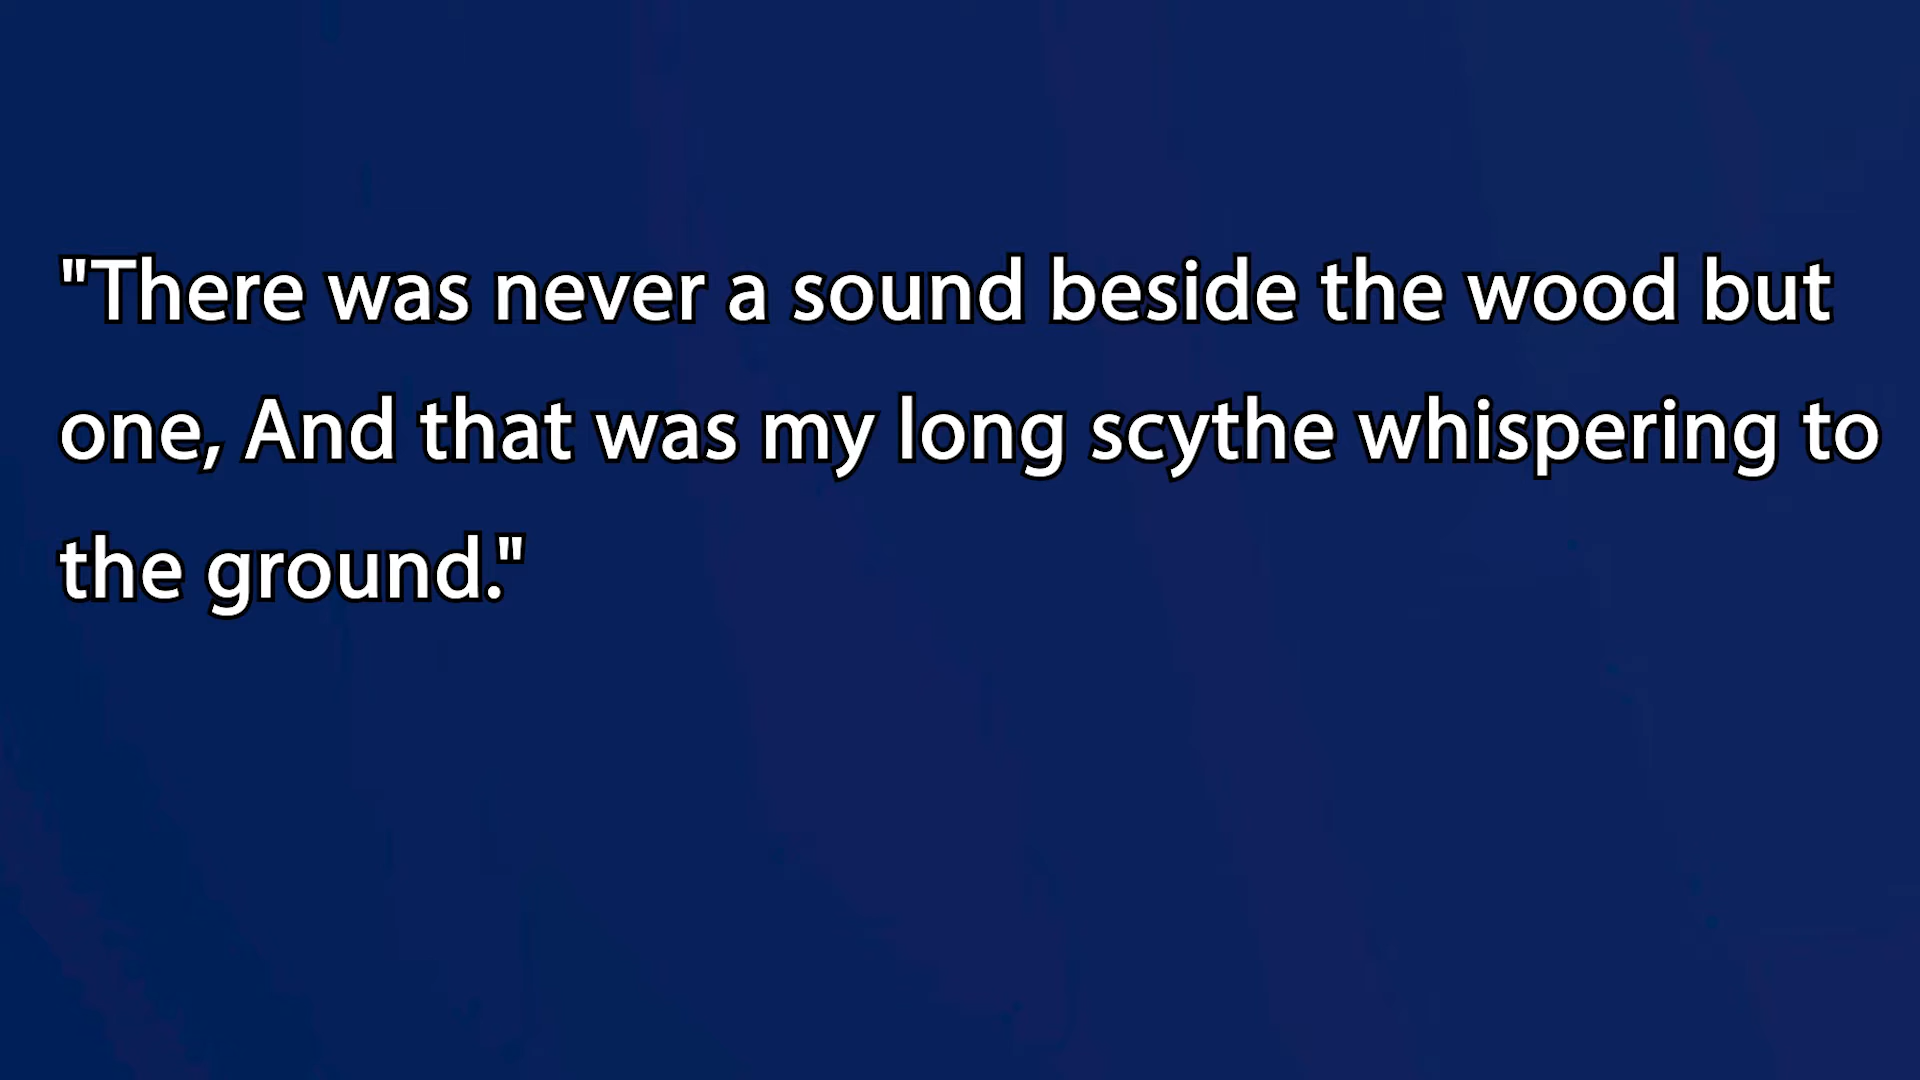 "There was never a sound beside the wood but
one, And that was my long scythe whispering to
the ground."